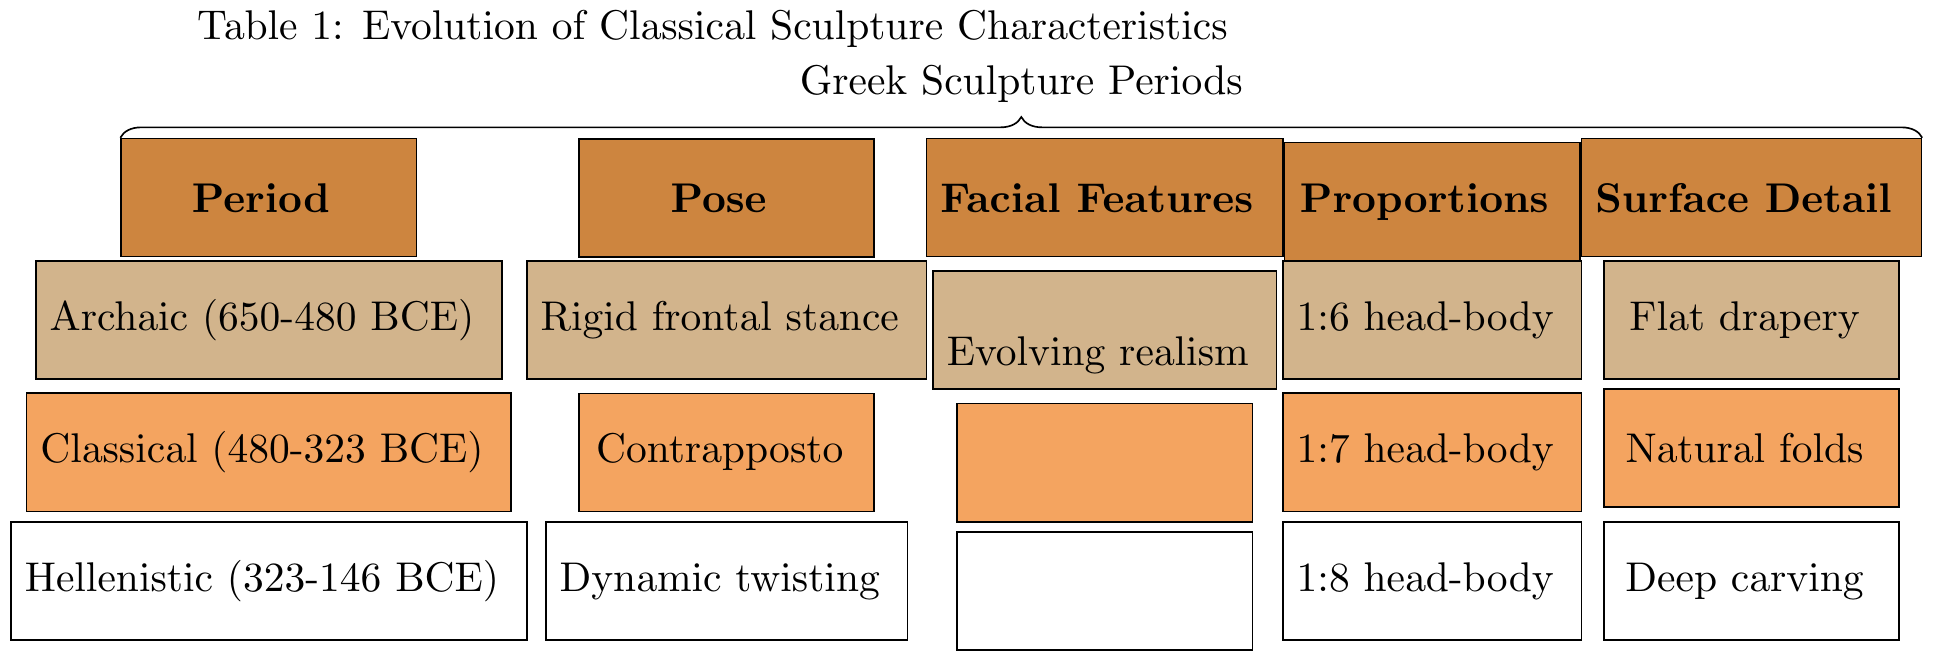 Table 1: Evolution of Classical Sculpture Characteristics
Greek Sculpture Periods
Period Pose Facial Features Proportions Surface Detail
Archaic (650-480 BCE) Rigid frontal stance Evolving realism 1:6 head-body Flat drapery
Classical (480-323 BCE) Contrapposto 1:7 head-body Natural folds
Hellenistic (323-146 BCE) Dynamic twisting 1:8 head-body Deep carving